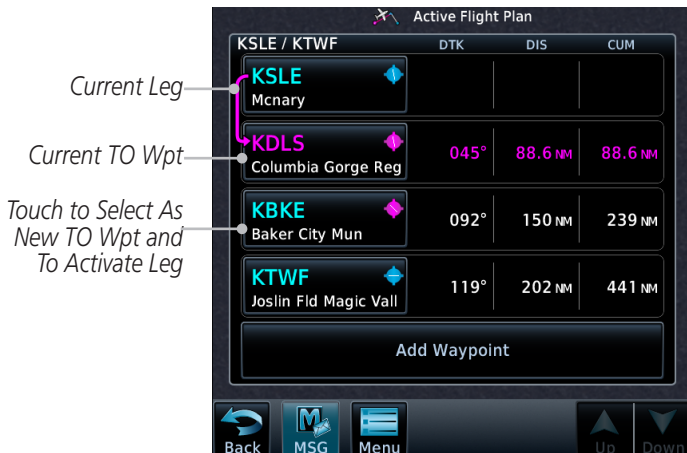 Active Flight Plan
KSLE / KTWF DTK DIS CUM
Current Leg
KSLE
Mcnary
Current TO Wpt
KDLS 045° 88.6 NM 88.6 NM
Columbia Gorge Reg
Touch to Select As
New TO Wpt and
To Activate Leg
KBKE 092° 150 NM 239 NM
Baker City Mun
KTWF 119° 202 NM 441 NM
Joslin Fld Magic Vall
Add Waypoint
Back MSG Menu Up Down